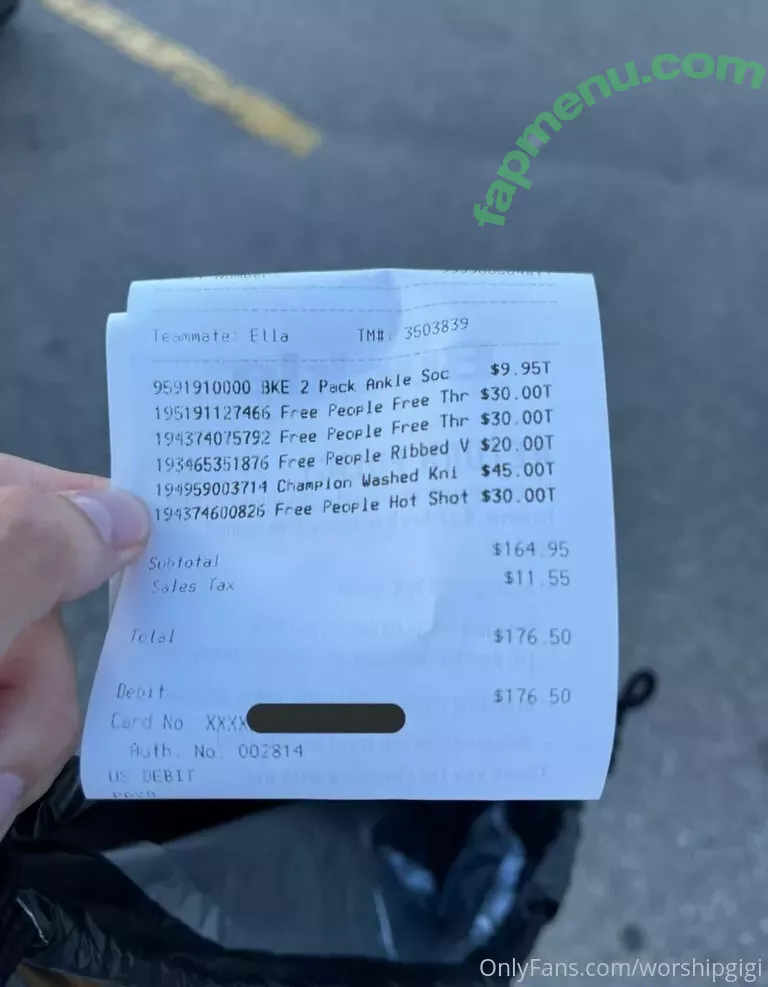 fapmenu.com
Teammate: Ella TM#: 3503839
9591910000 BKE 2 Pack Ankle Soc $9.95T
195191127466 Free People Free Thr $30.00T
194374075792 Free People Free Thr $30.00T
193465351876 Free People Ribbed V $20.00T
194959003714 Champion Washed Kni $45.00T
194374600826 Free People Hot Shot $30.00T
Subtotal $164.95
Sales Tax $11.55
Total $176.50
Debit $176 50
Card No XXXX
Auth. No. 002814
US DEBIT
OnlyFans.com/worshipgigi